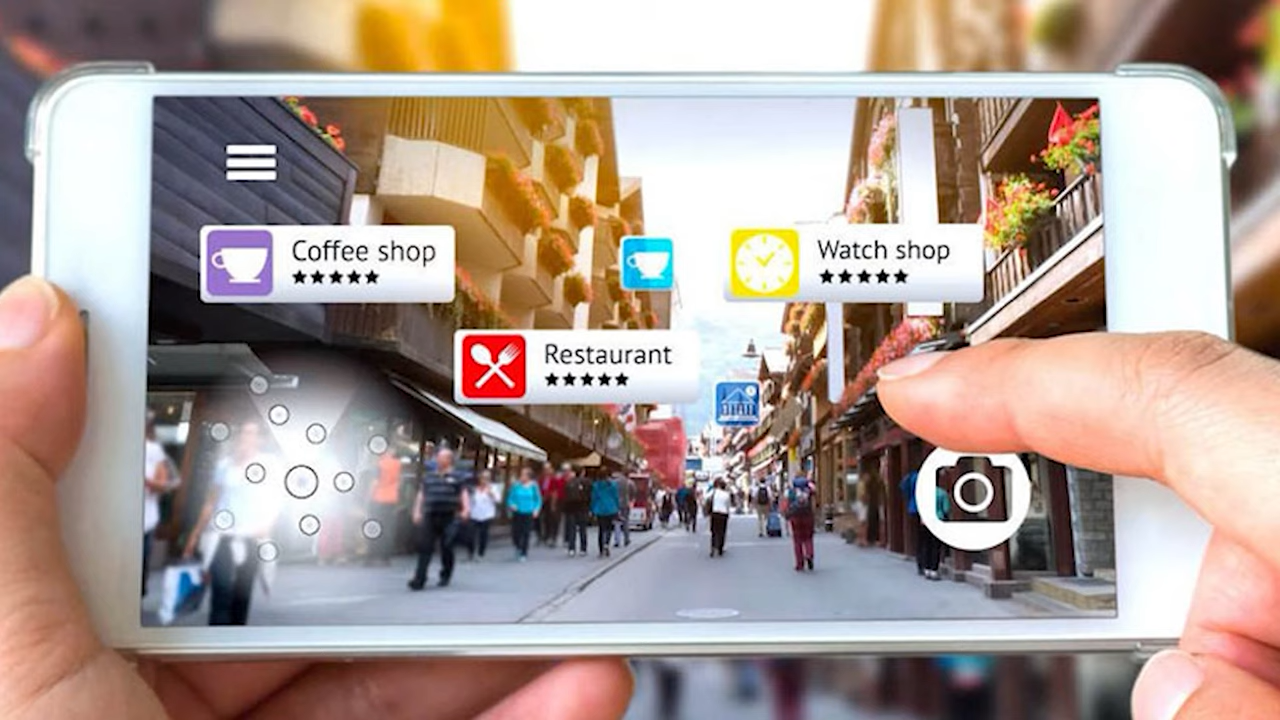 Coffee shop
★★★★★
Watch shop
★★★★★
Restaurant
★★★★★